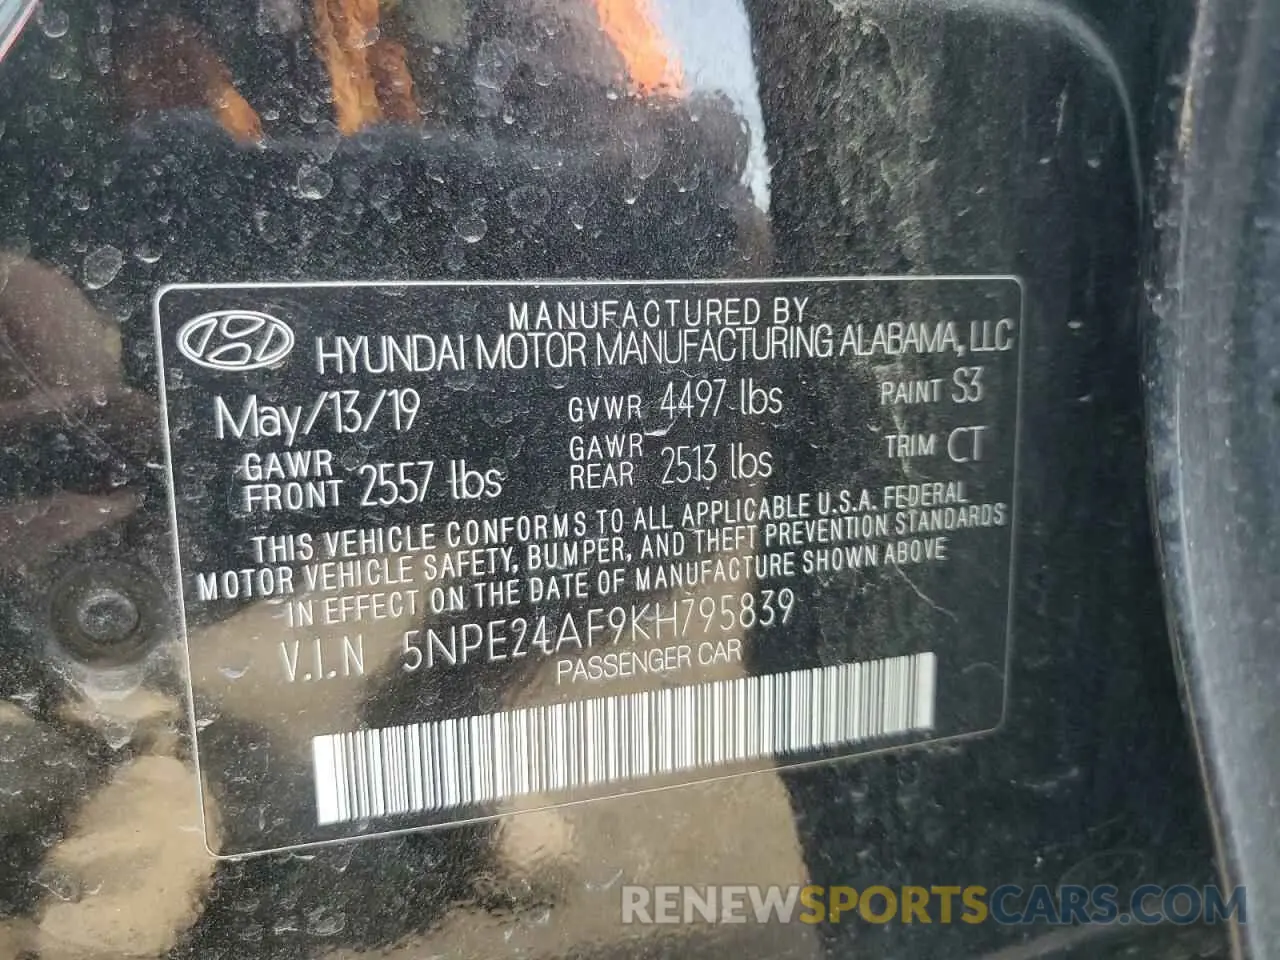 MANUFACTURED BY
HYUNDAI MOTOR MANUFACTURING ALABAMA, LLC
May/13/19 GVWR 4497 lbs PAINT S3
GAWR FRONT 2557 lbs GAWR REAR 2513 lbs TRIM CT
THIS VEHICLE CONFORMS TO ALL APPLICABLE U.S.A. FEDERAL
MOTOR VEHICLE SAFETY, BUMPER, AND THEFT PREVENTION STANDARDS
IN EFFECT ON THE DATE OF MANUFACTURE SHOWN ABOVE
V.I.N 5NPE24AF9KH795839
PASSENGER CAR
RENEWSPORTSCARS.COM